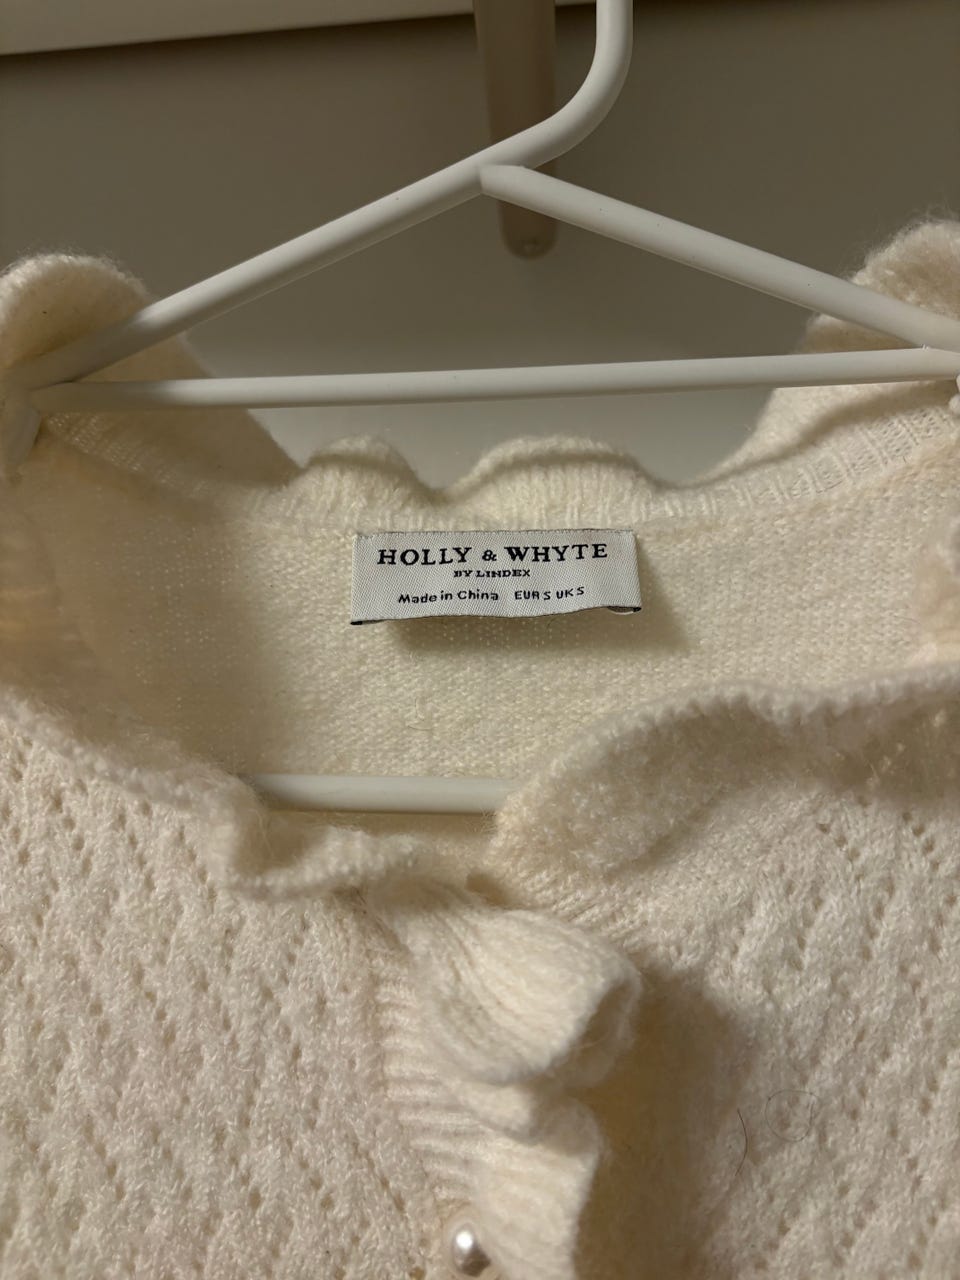 HOLLY & WHYTE
BY LINDEX
Made in China EUR S UK S